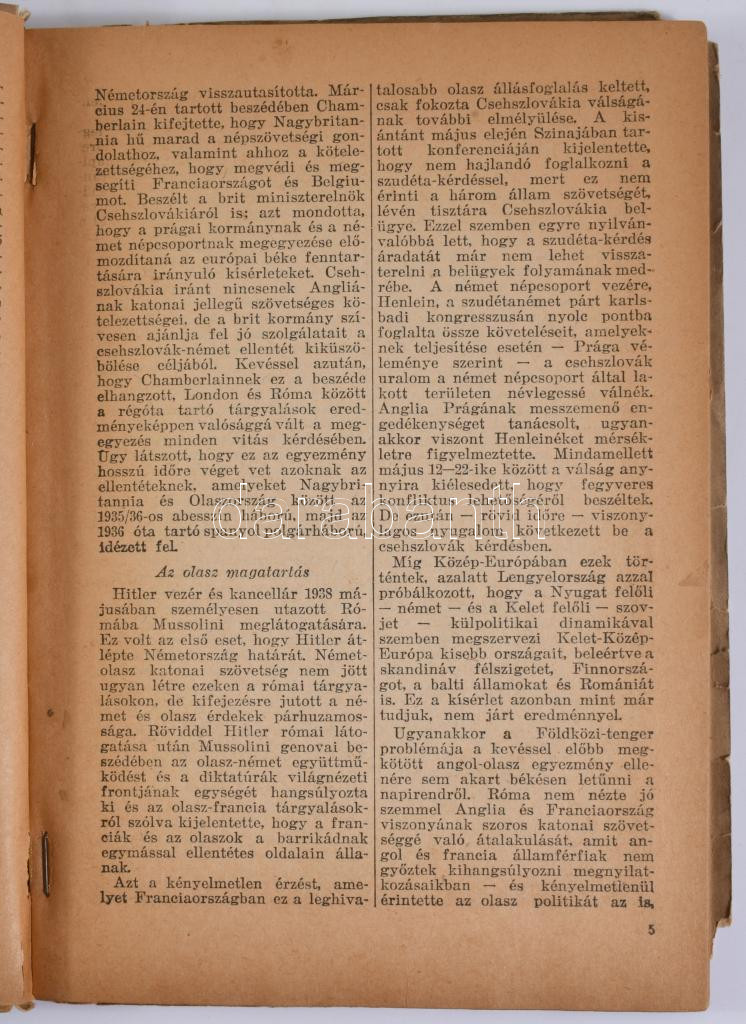 Németország visszautasította. Már-
cius 24-én tartott beszédében Cham-
berlain kifejtette, hogy Nagybritan-
nia hű marad a népszövetségi gon-
dolathoz, valamint ahhoz a kötele-
zettségéhez, hogy megvédi és meg-
segíti Franciaországot és Belgiu-
mot. Beszélt a brit miniszterelnök
Csehszlovákiáról is; azt mondotta,
hogy a prágai kormánynak és a né-
met népcsoportnak megegyezése elő-
mozdítaná az európai béke fenntar-
tására irányuló kisérleteket. Cseh-
szlovákia iránt nincsenek Angliá-
nak katonai jellegű szövetséges kö-
telezettségei, de a brit kormány szí-
vesen ajánlja fel jó szolgálatait a
csehszlovák-német ellentét kiküszö-
bölése céljából. Kevéssel azután,
hogy Chamberlainnek ez a beszéde
elhangzott, London és Róma között
a régóta tartó tárgyalások ered-
ményeképpen valósággá vált a meg-
egyezés minden vitás kérdésében.
Ugy látszott, hogy ez az egyezmény
hosszú időre véget vet azoknak az
ellentéteknek, amelyeket Nagybri-
tannia és Olaszország között az
1935/36-os abesszin háború, majd az
1936 óta tartó spanyol polgárháború,
idézett fel.
Az olasz magatartás
Hitler vezér és kancellár 1938 má-
jusában személyesen utazott Ró-
mába Mussolini meglátogatására.
Ez volt az első eset, hogy Hitler át-
lépte Németország határát. Német-
olasz katonai szövetség nem jött
ugyan létre ezeken a római tárgya-
lásokon, de kifejezésre jutott a né-
met és olasz érdekek párhuzamos-
sága. Röviddel Hitler római láto-
gatása után Mussolini genovai be-
szédében az olasz-német együttmű-
ködést és a diktatúrák világnézeti
frontjának egységét hangsúlyozta
ki és az olasz-francia tárgyalások-
ról szólva kijelentette, hogy a fran-
ciák és az olaszok a barrikádnak
egymással ellentétes oldalain álla-
nak.
Azt a kényelmetlen érzést, ame-
lyet Franciaországban ez a leghiva-
talosabb olasz állásfoglalás keltett,
csak fokozta Csehszlovákia válságá-
nak további elmélyülése. A kis-
ántánt május elején Szinajában tar-
tott konferenciáján kijelentette,
hogy nem hajlandó foglalkozni a
szudéta-kérdéssel, mert ez nem
érinti a három állam szövetségét,
lévén tisztára Csehszlovákia bel-
ügye. Ezzel szemben egyre nyilván-
valóbbá lett, hogy a szudéta-kérdés
áradatát már nem lehet vissza-
terelni a belügyek folyamának med-
rébe. A német népcsoport vezére,
Henlein, a szudétanémet párt karls-
badi kongresszusán nyolc pontba
foglalta össze követeléseit, amelyek-
nek teljesítése esetén — Prága vé-
leménye szerint — a csehszlovák
uralom a német népcsoport által la-
kott területen névlegessé válnék.
Anglia Prágának messzemenő en-
gedékenységet tanácsolt, ugyan-
akkor viszont Henleinéket mérsék-
letre figyelmeztette. Mindamellett
május 12—22-ike között a válság any-
nyira kiélesedett, hogy fegyveres
konfliktus lehetőségéről beszéltek.
De ezután — rövid időre — viszony-
lagos nyugalom következett be a
csehszlovák kérdésben.
Míg Közép-Európában ezek tör-
téntek, azalatt Lengyelország azzal
próbálkozott, hogy a Nyugat felőli
— német — és a Kelet felőli — szov-
jet — külpolitikai dinamikával
szemben megszervezi Kelet-Közép-
Európa kisebb országait, beleértve a
skandináv félszigetet, Finnorszá-
got, a balti államokat és Romániát
is. Ez a kísérlet azonban mint már
tudjuk, nem járt eredménnyel.
Ugyanakkor a Földközi-tenger
problémája a kevéssel előbb meg-
kötött angol-olasz egyezmény elle-
nére sem akart békésen letűnni a
napirendről. Róma nem nézte jó
szemmel Anglia és Franciaország
viszonyának szoros katonai szövet-
séggé való átalakulását, amit an-
gol és francia államférfiak nem
győztek kihangsúlyozni megnyilat-
kozásaikban — és kényelmetlenül
érintette az olasz politikát az is,
5
darabanth